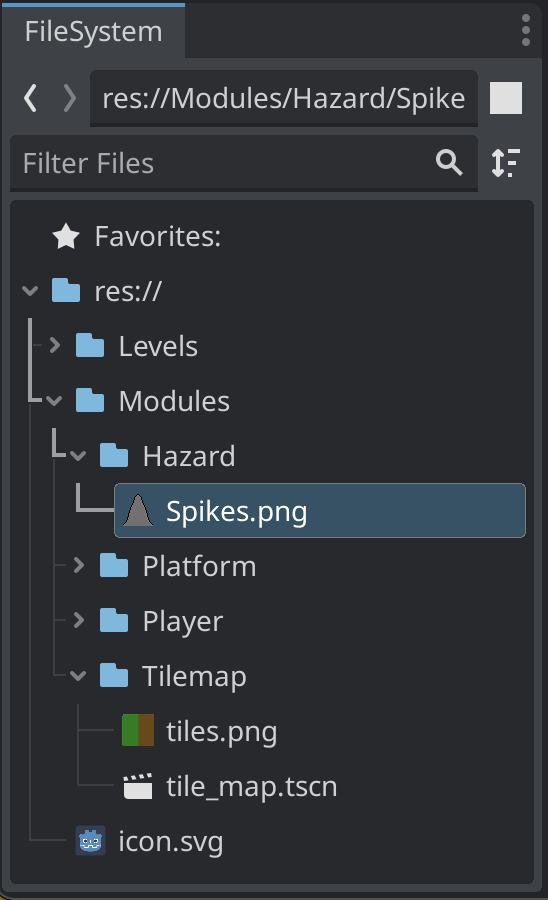 FileSystem
res://Modules/Hazard/Spike
Filter Files
Favorites:
res://
Levels
Modules
Hazard
Spikes.png
Platform
Player
Tilemap
tiles.png
tile_map.tscn
icon.svg